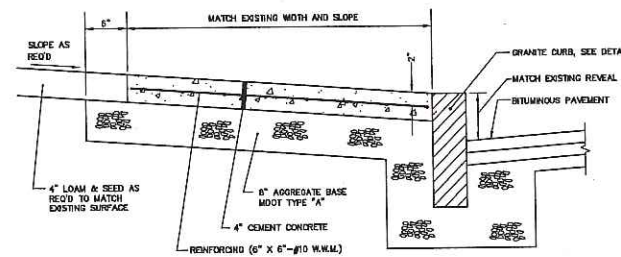 MATCH EXISTING WIDTH AND SLOPE
6"
SLOPE AS
REQ'D
2"
GRANITE CURB, SEE DETA
MATCH EXISTING REVEAL
BITUMINOUS PAVEMENT
4" LOAM & SEED AS
REQ'D TO MATCH
EXISTING SURFACE
8" AGGREGATE BASE
MDOT TYPE "A"
4" CEMENT CONCRETE
REINFORCING (6" X 6"-#10 W.W.M.)